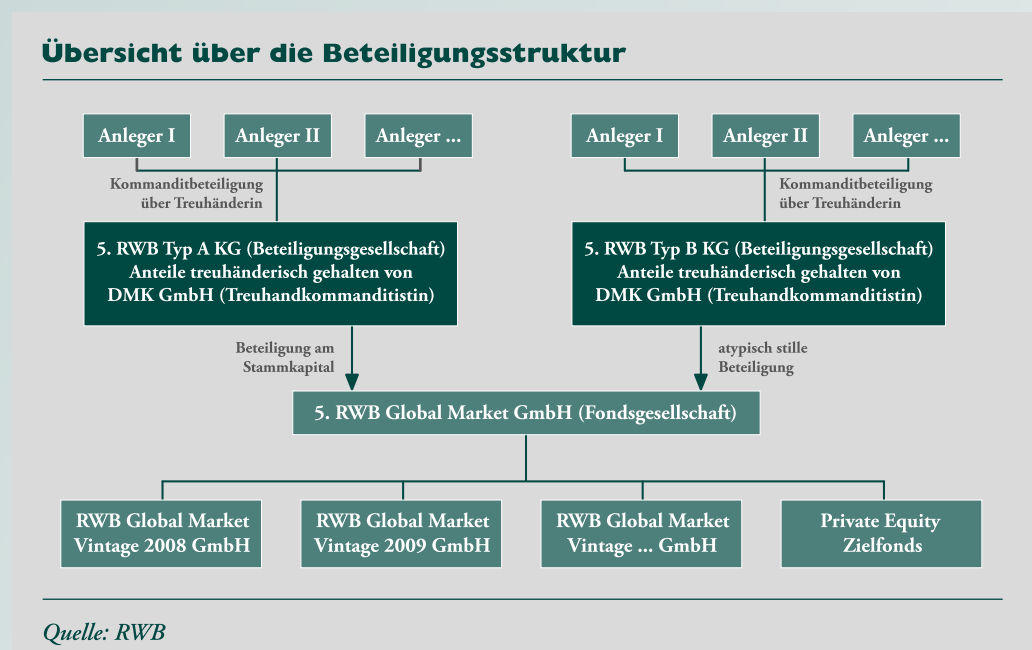 Übersicht über die Beteiligungsstruktur
Anleger I
Anleger II
Anleger ...
Anleger I
Anleger II
Anleger ...
Kommanditbeteiligung
über Treuhänderin
Kommanditbeteiligung
über Treuhänderin
5. RWB Typ A KG (Beteiligungsgesellschaft)
Anteile treuhänderisch gehalten von
DMK GmbH (Treuhandkommanditistin)
5. RWB Typ B KG (Beteiligungsgesellschaft)
Anteile treuhänderisch gehalten von
DMK GmbH (Treuhandkommanditistin)
Beteiligung am
Stammkapital
atypisch stille
Beteiligung
5. RWB Global Market GmbH (Fondsgesellschaft)
RWB Global Market
Vintage 2008 GmbH
RWB Global Market
Vintage 2009 GmbH
RWB Global Market
Vintage ... GmbH
Private Equity
Zielfonds
Quelle: RWB